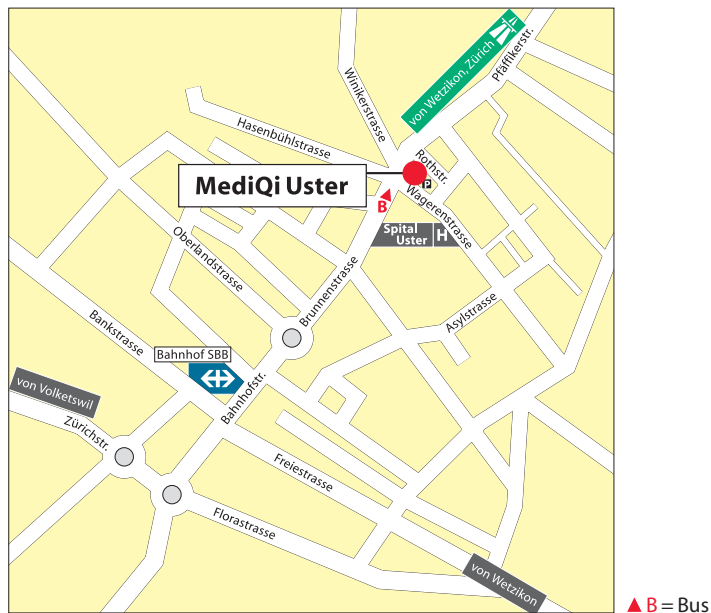 von Wetzikon, Zürich
Pfäffikerstr.
Winikerstrasse
Hasenbühlstrasse
Rothstr.
MediQi Uster
P
B
Wagerenstrasse
Spital
Uster
H
Oberlandstrasse
Brunnenstrasse
Asylstrasse
Bankstrasse
Bahnhof SBB
von Volketswil
Bahnhofstr.
Zürichstr.
Freiestrasse
Florastrasse
von Wetzikon
B = Bus